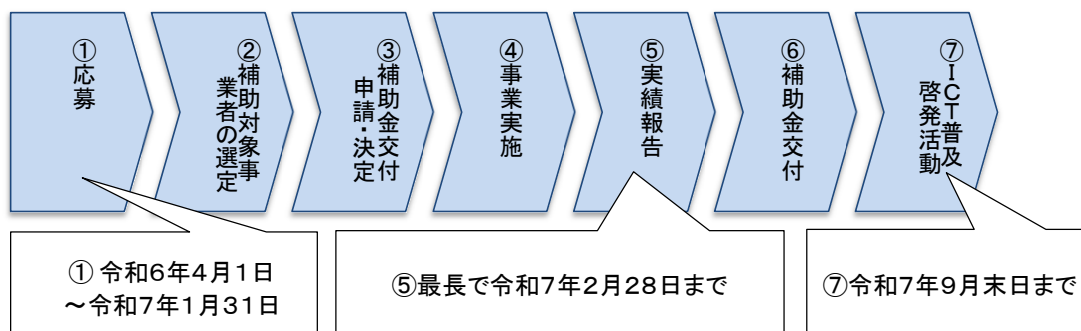 ①応募
②補助対象事
業者の選定
③補助金交付
申請・決定
④事業実施
⑤実績報告
⑥補助金交付
⑦ICT普及
啓発活動
① 令和6年4月1日
～令和7年1月31日
⑤最長で令和7年2月28日まで
⑦令和7年9月末日まで